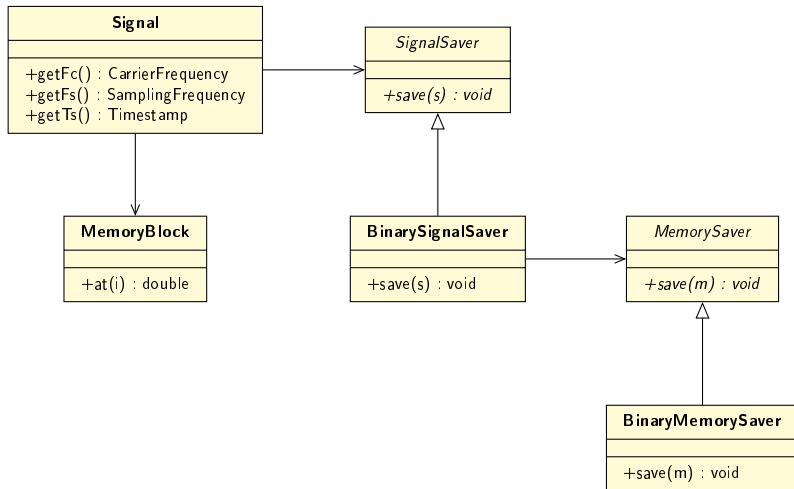 Signal
+getFc() : CarrierFrequency
+getFs() : SamplingFrequency
+getTs() : Timestamp
SignalSaver
+save(s) : void
MemoryBlock
+at(i) : double
BinarySignalSaver
+save(s) : void
MemorySaver
+save(m) : void
BinaryMemorySaver
+save(m) : void